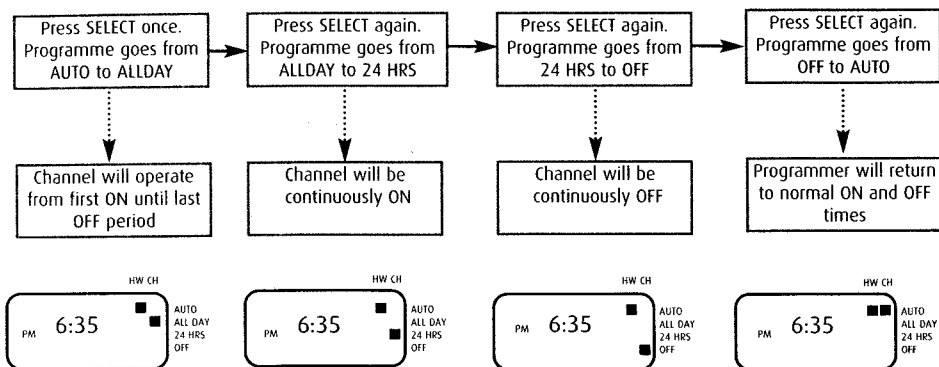 Press SELECT once.
Programme goes from
AUTO to ALLDAY
Press SELECT again.
Programme goes from
ALLDAY to 24 HRS
Press SELECT again.
Programme goes from
24 HRS to OFF
Press SELECT again.
Programme goes from
OFF to AUTO
Channel will operate
from first ON until last
OFF period
Channel will be
continuously ON
Channel will be
continuously OFF
Programmer will return
to normal ON and OFF
times
HW CH
PM 6:35
AUTO
ALL DAY
24 HRS
OFF
HW CH
PM 6:35
AUTO
ALL DAY
24 HRS
OFF
HW CH
PM 6:35
AUTO
ALL DAY
24 HRS
OFF
HW CH
PM 6:35
AUTO
ALL DAY
24 HRS
OFF